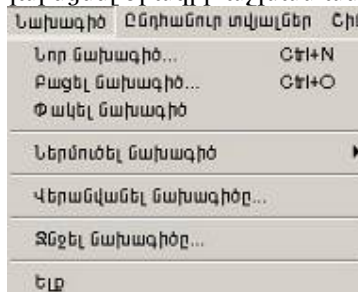 Նախագիծ Ընդհանուր տվյալներ
Նոր նախագիծ... Ctrl+N
Բացել նախագիծ... Ctrl+O
Փակել նախագիծ
Ներմուծել նախագիծ
Վերանվանել նախագիծը...
Ջնջել նախագիծը...
Ելք